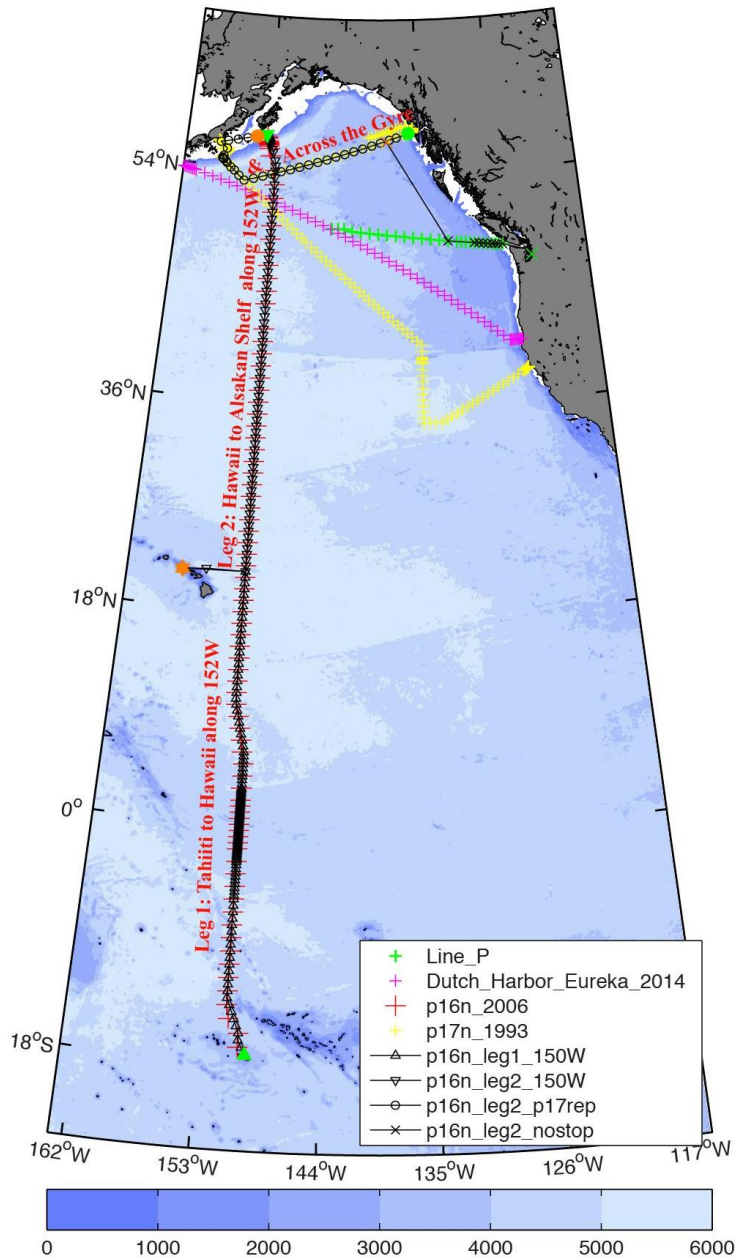 & Across the Gyre
54°N
Leg 2: Hawaii to Alsakan Shelf along 152W
36°N
18°N
Leg 1: Tahiiti to Hawaii along 152W
0°
18°S
Line_P
Dutch_Harbor_Eureka_2014
p16n_2006
p17n_1993
p16n_leg1_150W
p16n_leg2_150W
p16n_leg2_p17rep
p16n_leg2_nostop
162°W 153°W 144°W 135°W 126°W 117°W
0 1000 2000 3000 4000 5000 6000